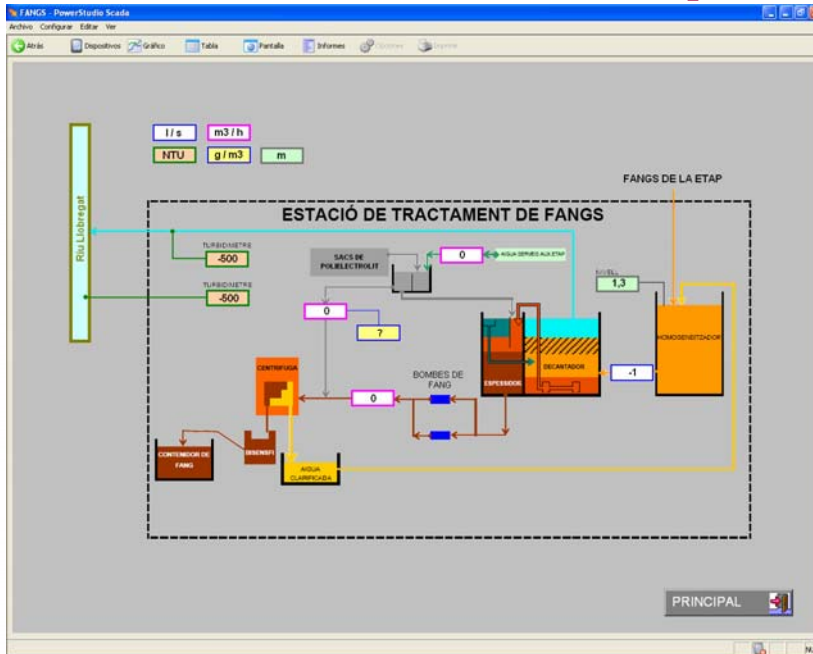 FANGS - PowerStudio Scada
Archivo Configurar Editar Ver
Atrás Dispositivos Gráfico Tabla Pantalla Informes
l / s m3 / h
NTU g / m3 m
FANGS DE LA ETAP
ESTACIÓ DE TRACTAMENT DE FANGS
Riu Llobregat
TURBIDIMETRE
-500
SACS DE
POLIELECTROLIT
0
AIGUA SERVEIS AUX.ETAP
NIVELL
1,3
TURBIDIMETRE
-500
0
?
HOMOGENEITZADOR
CENTRIFUGA
BOMBES DE
FANG
ESPESSIDOR
DECANTADOR
-1
0
CONTENIDOR DE
FANG
AIGUA
CLARIFICADA
PRINCIPAL